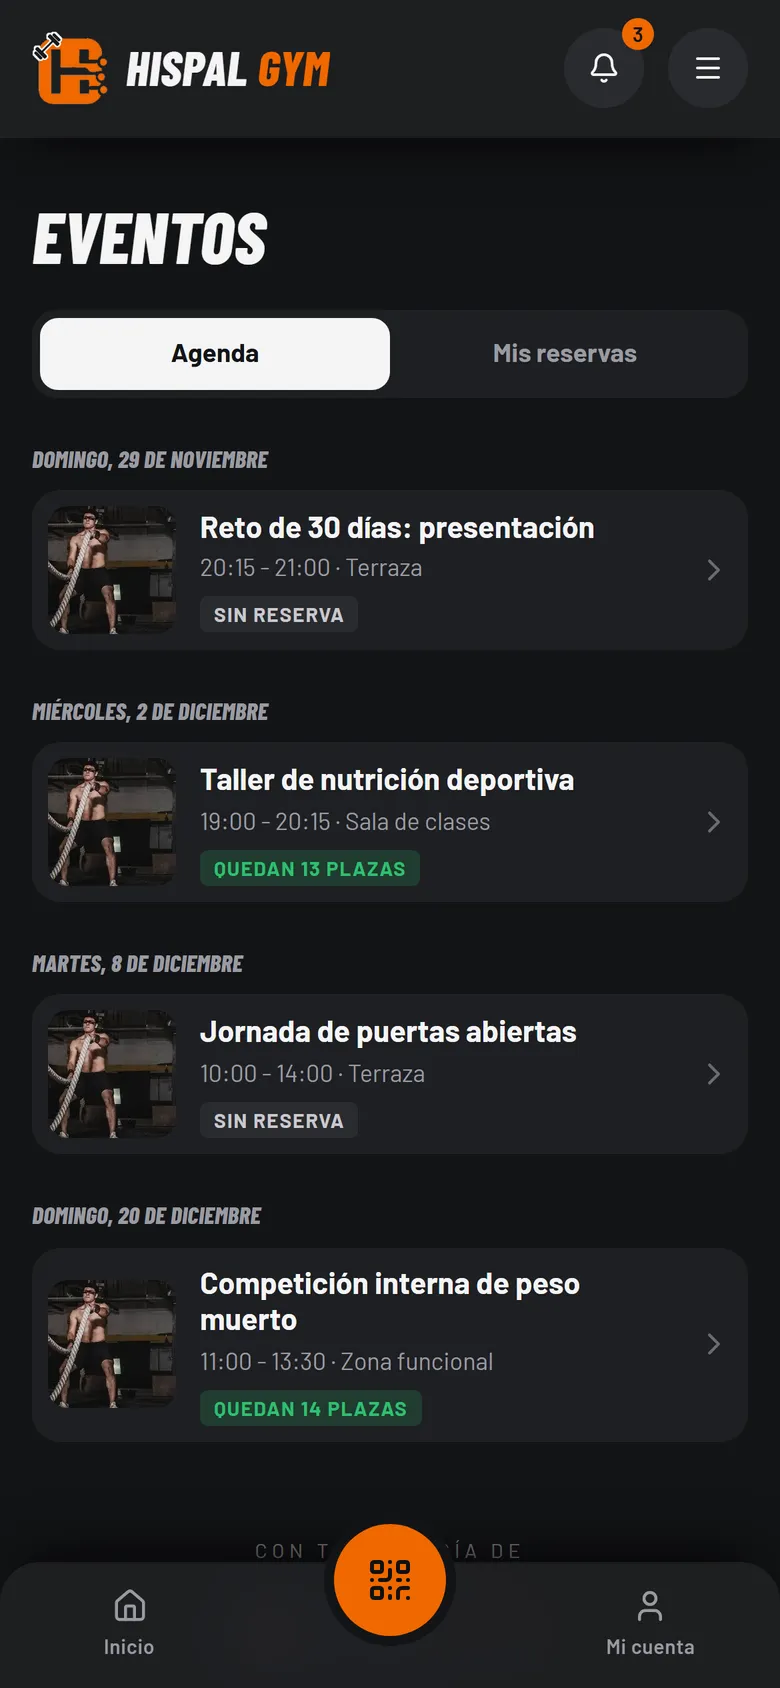 HISPAL GYM
3
EVENTOS
Agenda
Mis reservas
DOMINGO, 29 DE NOVIEMBRE
Reto de 30 días: presentación
20:15 - 21:00 · Terraza
SIN RESERVA
MIÉRCOLES, 2 DE DICIEMBRE
Taller de nutrición deportiva
19:00 - 20:15 · Sala de clases
QUEDAN 13 PLAZAS
MARTES, 8 DE DICIEMBRE
Jornada de puertas abiertas
10:00 - 14:00 · Terraza
SIN RESERVA
DOMINGO, 20 DE DICIEMBRE
Competición interna de peso
muerto
11:00 - 13:30 · Zona funcional
QUEDAN 14 PLAZAS
CON DE
Inicio
Mi cuenta